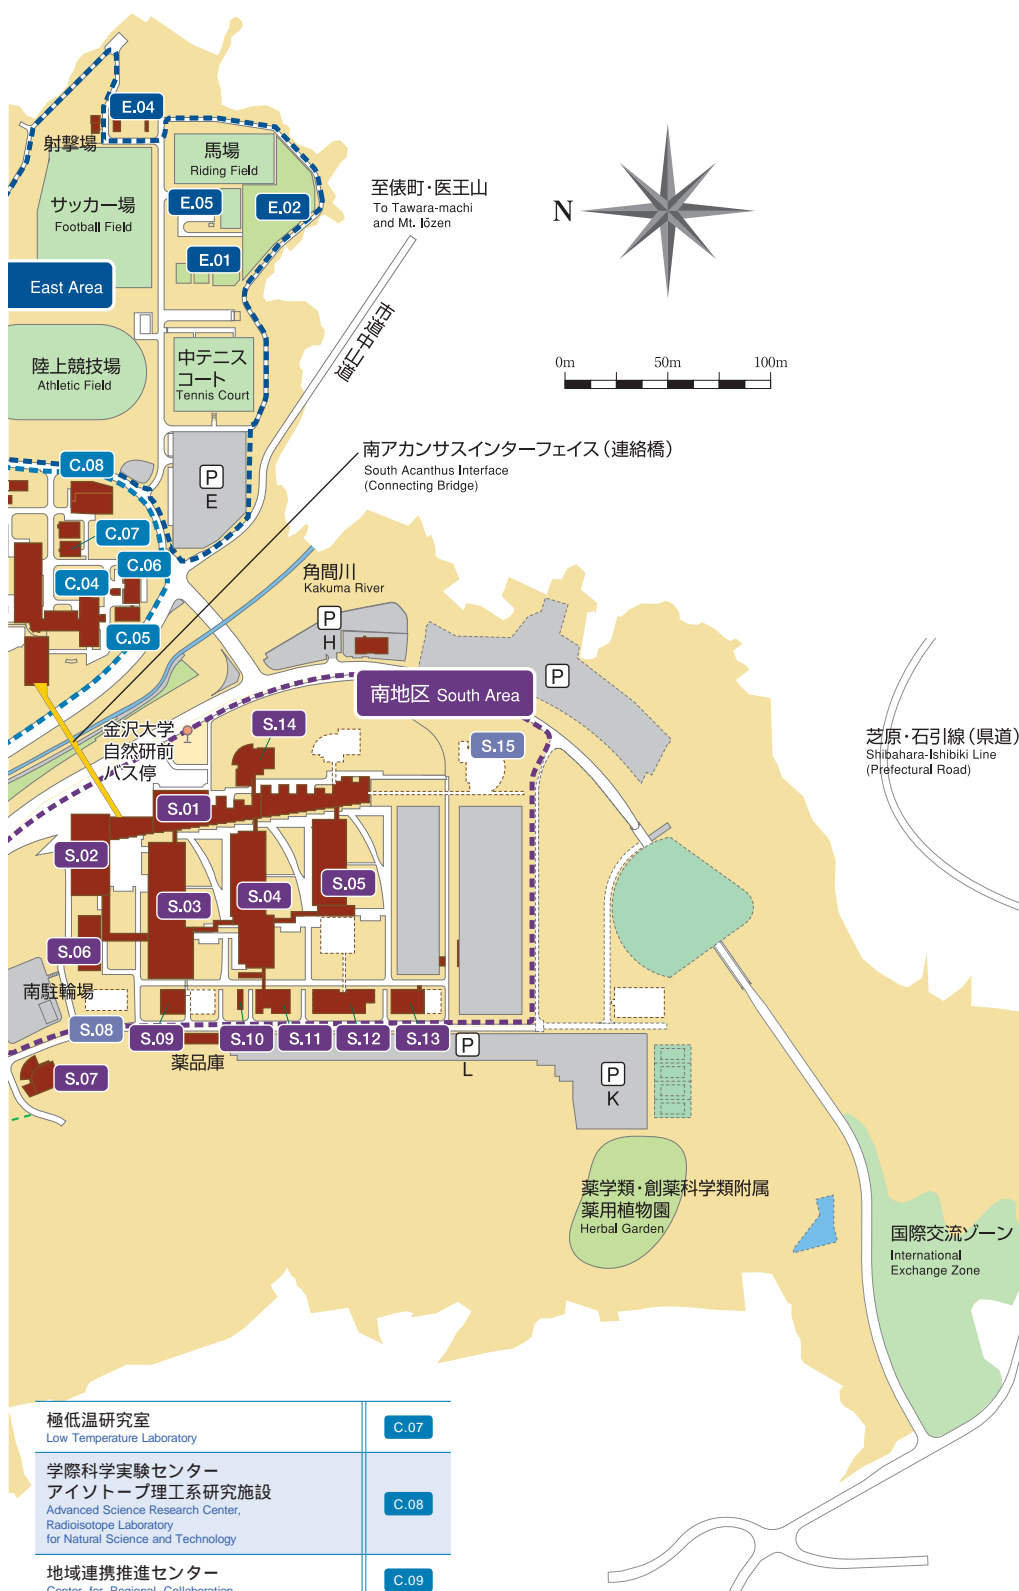 E.04
射撃場
馬場
Riding Field
サッカー場
Football Field
E.05
E.02
E.01
至俵町・医王山
To Tawara-machi
and Mt. Iōzen
N
East Area
市道中山道
0m 50m 100m
陸上競技場
Athletic Field
中テニス
コート
Tennis Court
P
E
南アカンサスインターフェイス（連絡橋）
South Acanthus Interface
(Connecting Bridge)
C.08
C.07
C.06
C.04
C.05
角間川
Kakuma River
P
H
P
南地区 South Area
金沢大学
自然研前
バス停
S.14
S.15
芝原・石引線（県道）
Shibahara-Ishibiki Line
(Prefectural Road)
S.01
S.02
S.03
S.04
S.05
S.06
南駐輪場
S.08
S.09
S.10
S.11
S.12
S.13
薬品庫
P
L
S.07
P
K
薬学類・創薬科学類附属
薬用植物園
Herbal Garden
国際交流ゾーン
International
Exchange Zone
極低温研究室
Low Temperature Laboratory
C.07
学際科学実験センター
アイソトープ理工系研究施設
Advanced Science Research Center,
Radioisotope Laboratory
for Natural Science and Technology
C.08
地域連携推進センター
Center for Regional Collaboration
C.09